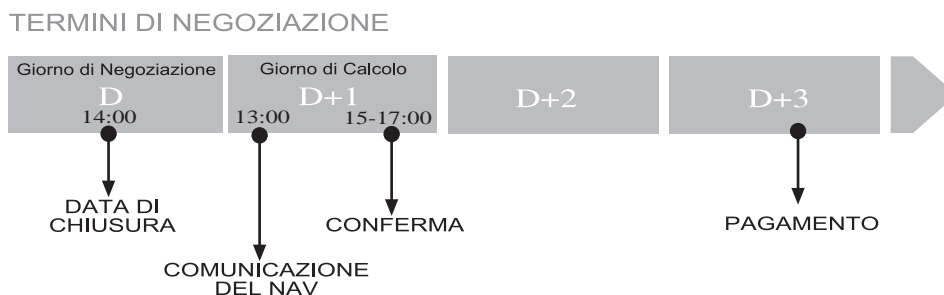 TERMINI DI NEGOZIAZIONE
Giorno di Negoziazione
D
14:00
Giorno di Calcolo
D+1
13:00 15-17:00
D+2
D+3
DATA DI
CHIUSURA
COMUNICAZIONE
DEL NAV
CONFERMA
PAGAMENTO